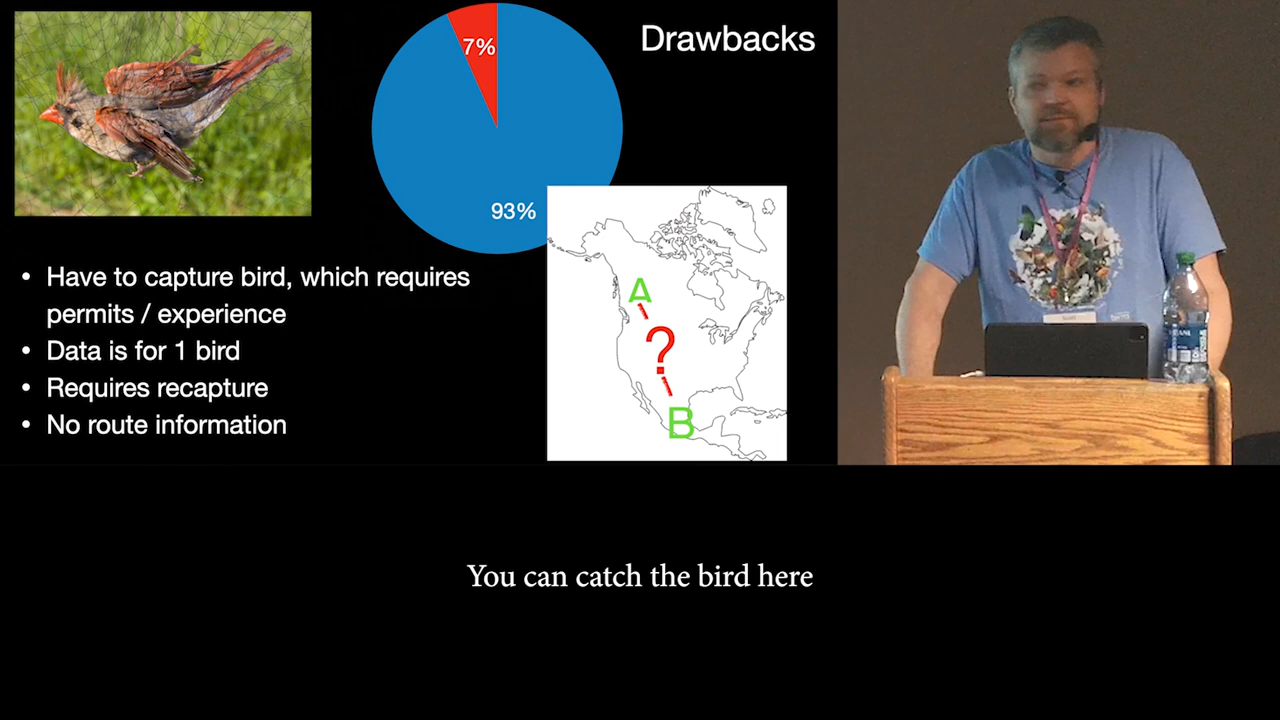 Drawbacks
7%
93%
• Have to capture bird, which requires
permits / experience
• Data is for 1 bird
• Requires recapture
• No route information
A
?
B
You can catch the bird here